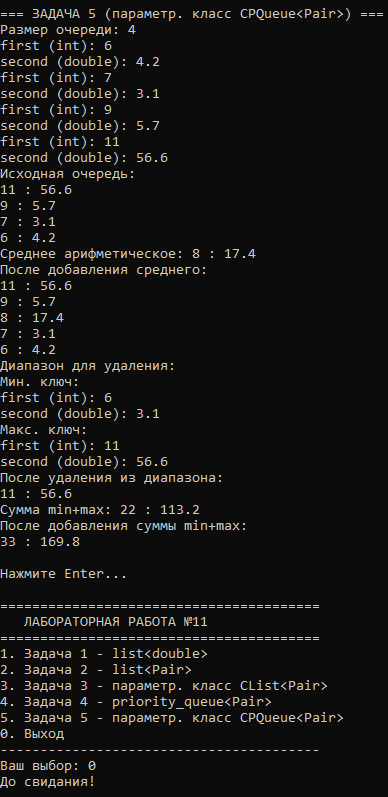 === ЗАДАЧА 5 (параметр. класс CPQueue<Pair>) ===
Размер очереди: 4
first (int): 6
second (double): 4.2
first (int): 7
second (double): 3.1
first (int): 9
second (double): 5.7
first (int): 11
second (double): 56.6
Исходная очередь:
11 : 56.6
9 : 5.7
7 : 3.1
6 : 4.2
Среднее арифметическое: 8 : 17.4
После добавления среднего:
11 : 56.6
9 : 5.7
8 : 17.4
7 : 3.1
6 : 4.2
Диапазон для удаления:
Мин. ключ:
first (int): 6
second (double): 3.1
Макс. ключ:
first (int): 11
second (double): 56.6
После удаления из диапазона:
11 : 56.6
Сумма min+max: 22 : 113.2
После добавления суммы min+max:
33 : 169.8
Нажмите Enter...
========================================
ЛАБОРАТОРНАЯ РАБОТА №11
========================================
1. Задача 1 - list<double>
2. Задача 2 - list<Pair>
3. Задача 3 - параметр. класс CList<Pair>
4. Задача 4 - priority_queue<Pair>
5. Задача 5 - параметр. класс CPQueue<Pair>
0. Выход
----------------------------------------
Ваш выбор: 0
До свидания!